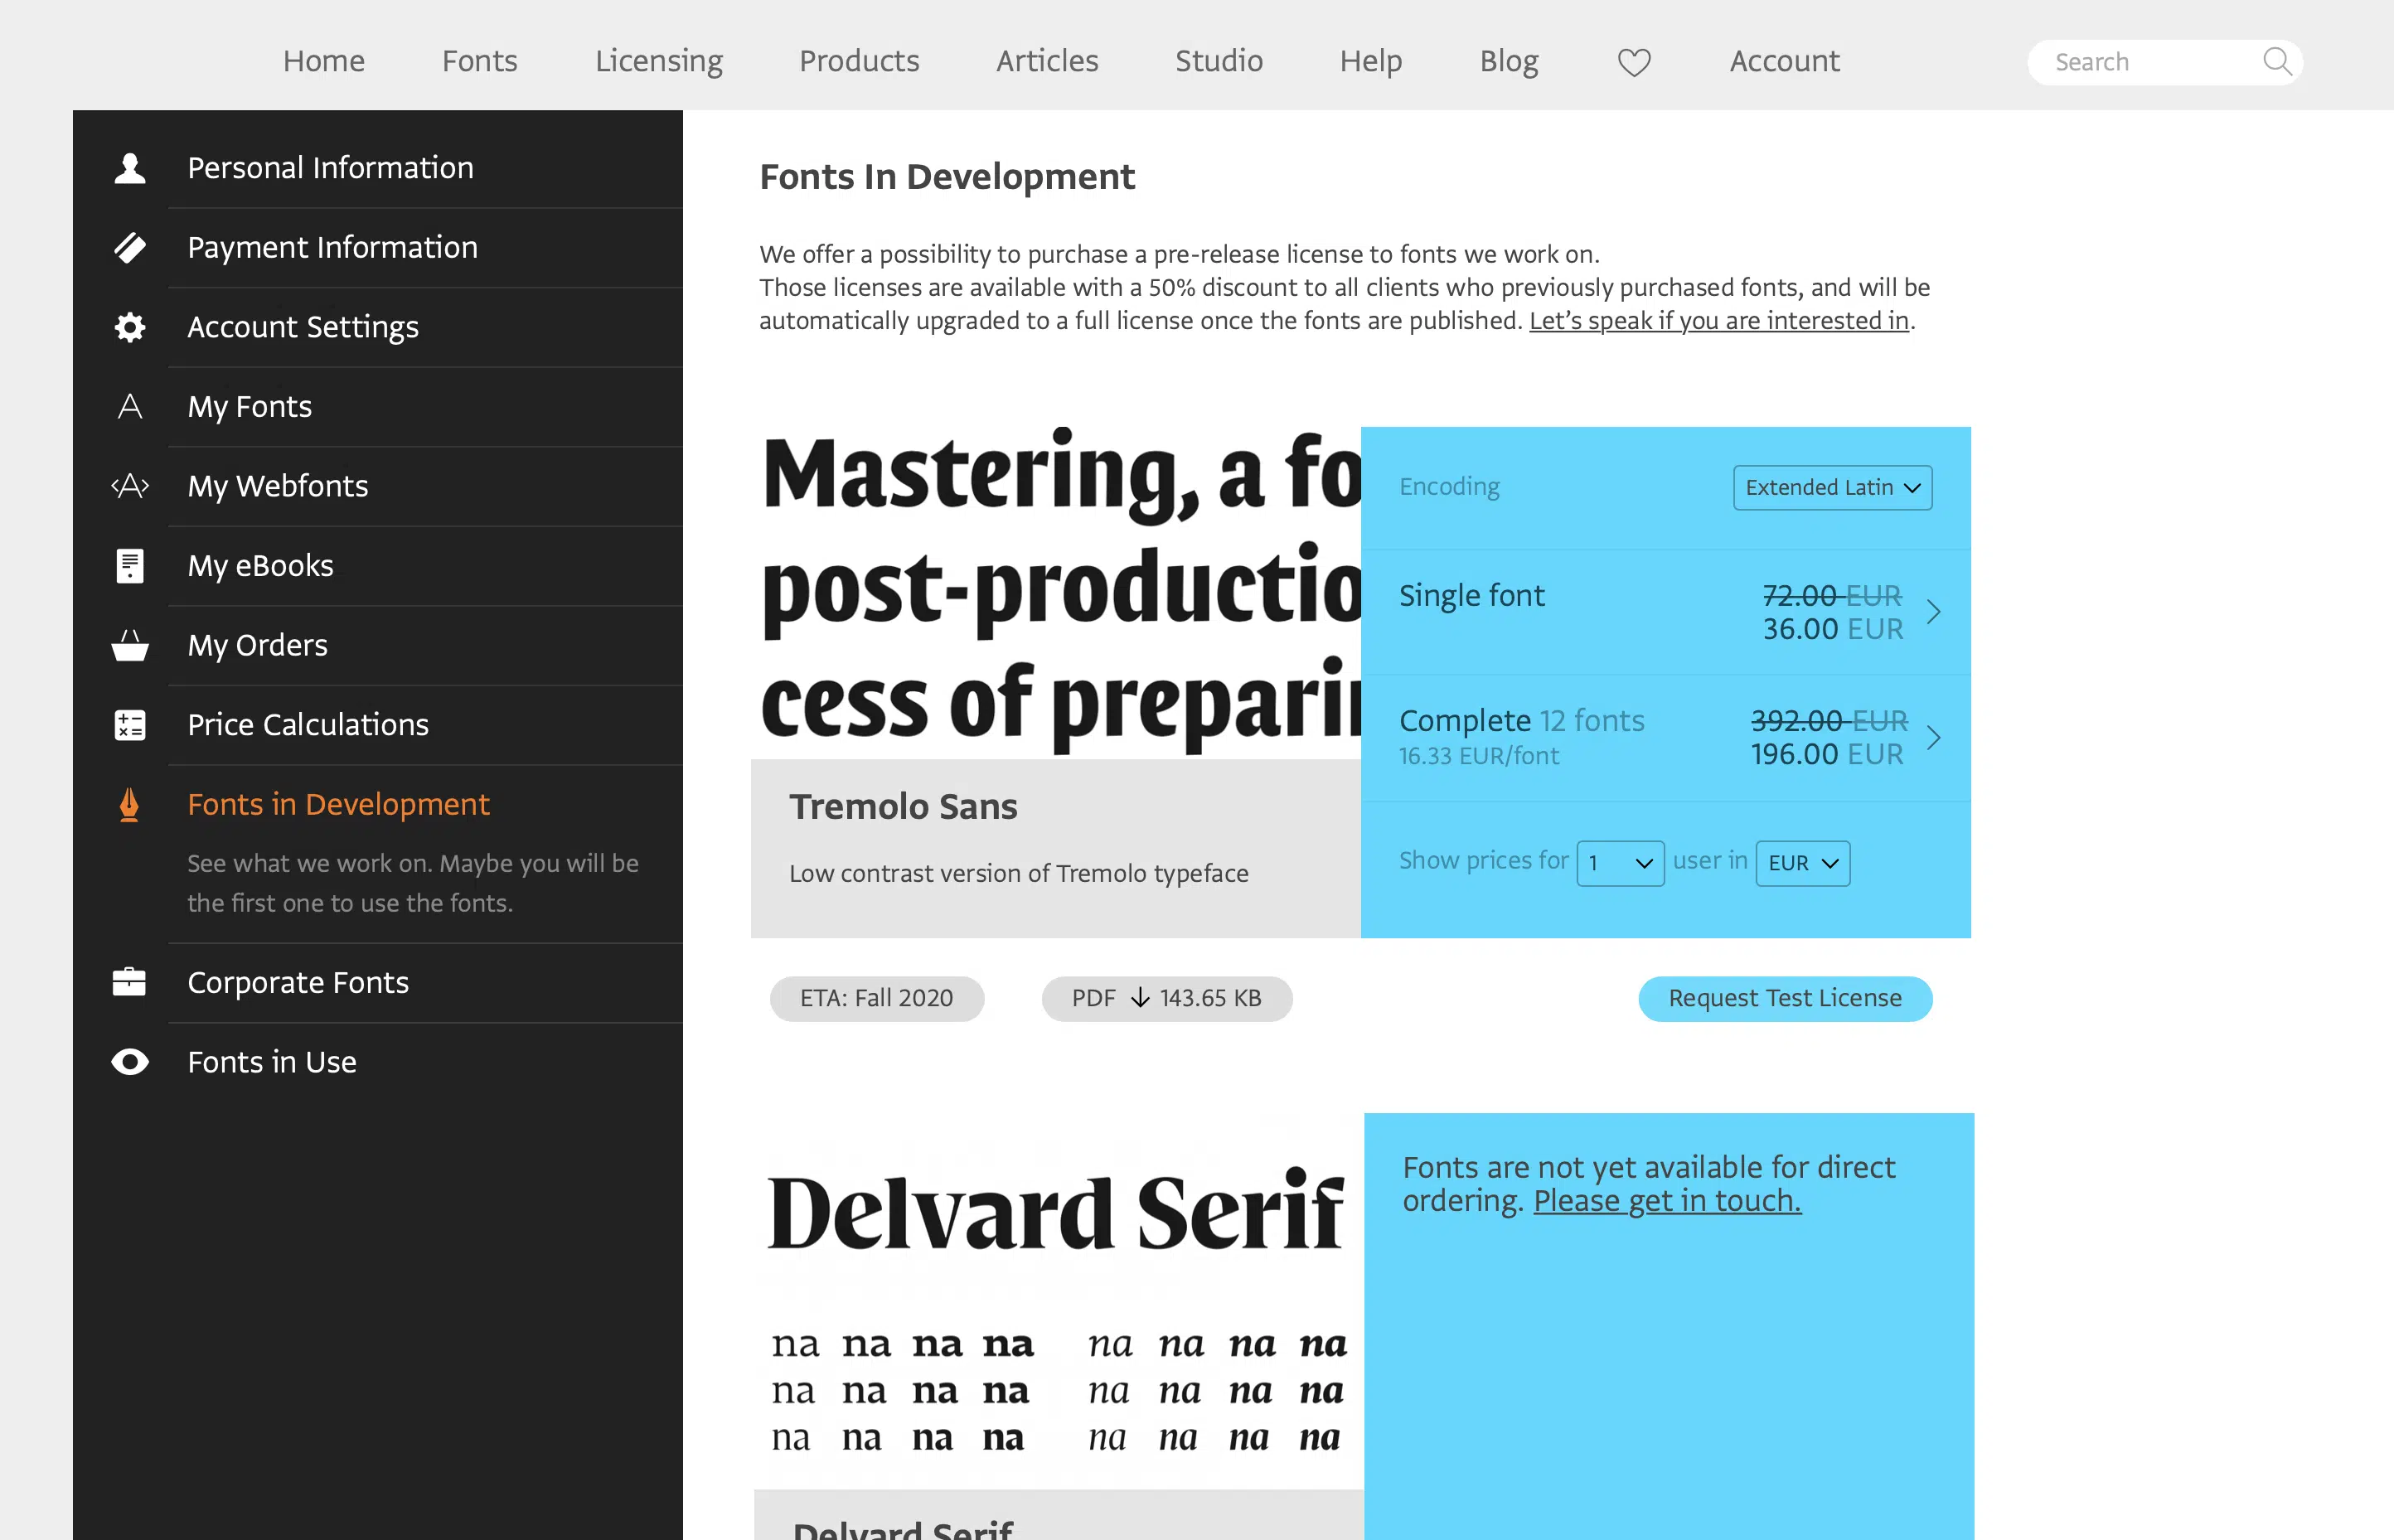 Home Fonts Licensing Products Articles Studio Help Blog Account Search
Personal Information
Payment Information
Account Settings
My Fonts
My Webfonts
My eBooks
My Orders
Price Calculations
Fonts in Development
See what we work on. Maybe you will be
the first one to use the fonts.
Corporate Fonts
Fonts in Use
Fonts In Development
We offer a possibility to purchase a pre-release license to fonts we work on.
Those licenses are available with a 50% discount to all clients who previously purchased fonts, and will be
automatically upgraded to a full license once the fonts are published. Let’s speak if you are interested in.
Mastering, a fo
post-productio
cess of preparin
Tremolo Sans
Low contrast version of Tremolo typeface
Encoding Extended Latin
Single font 72.00 EUR
36.00 EUR
Complete 12 fonts 392.00 EUR
16.33 EUR/font 196.00 EUR
Show prices for 1 user in EUR
ETA: Fall 2020 PDF ↓ 143.65 KB Request Test License
Delvard Serif
na na na na na na na na
na na na na na na na na
na na na na na na na na
Fonts are not yet available for direct
ordering. Please get in touch.
Delvard Serif